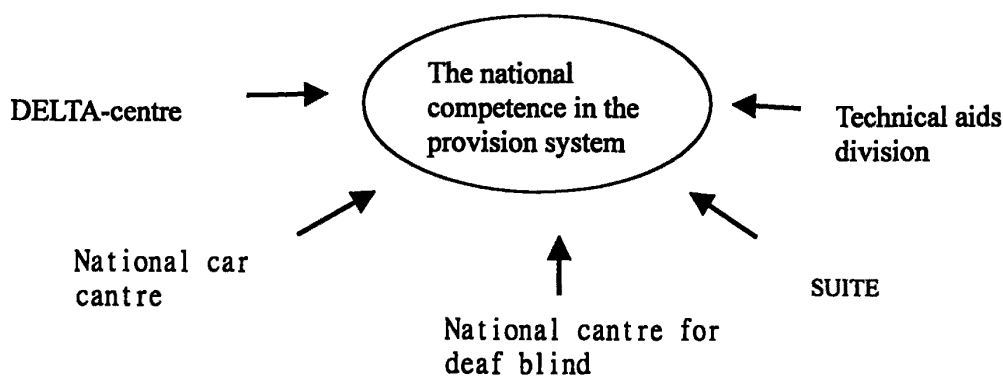 The national
competence in the
provision system
DELTA-centre
Technical aids
division
National car
cantre
SUITE
National cantre for
deaf blind